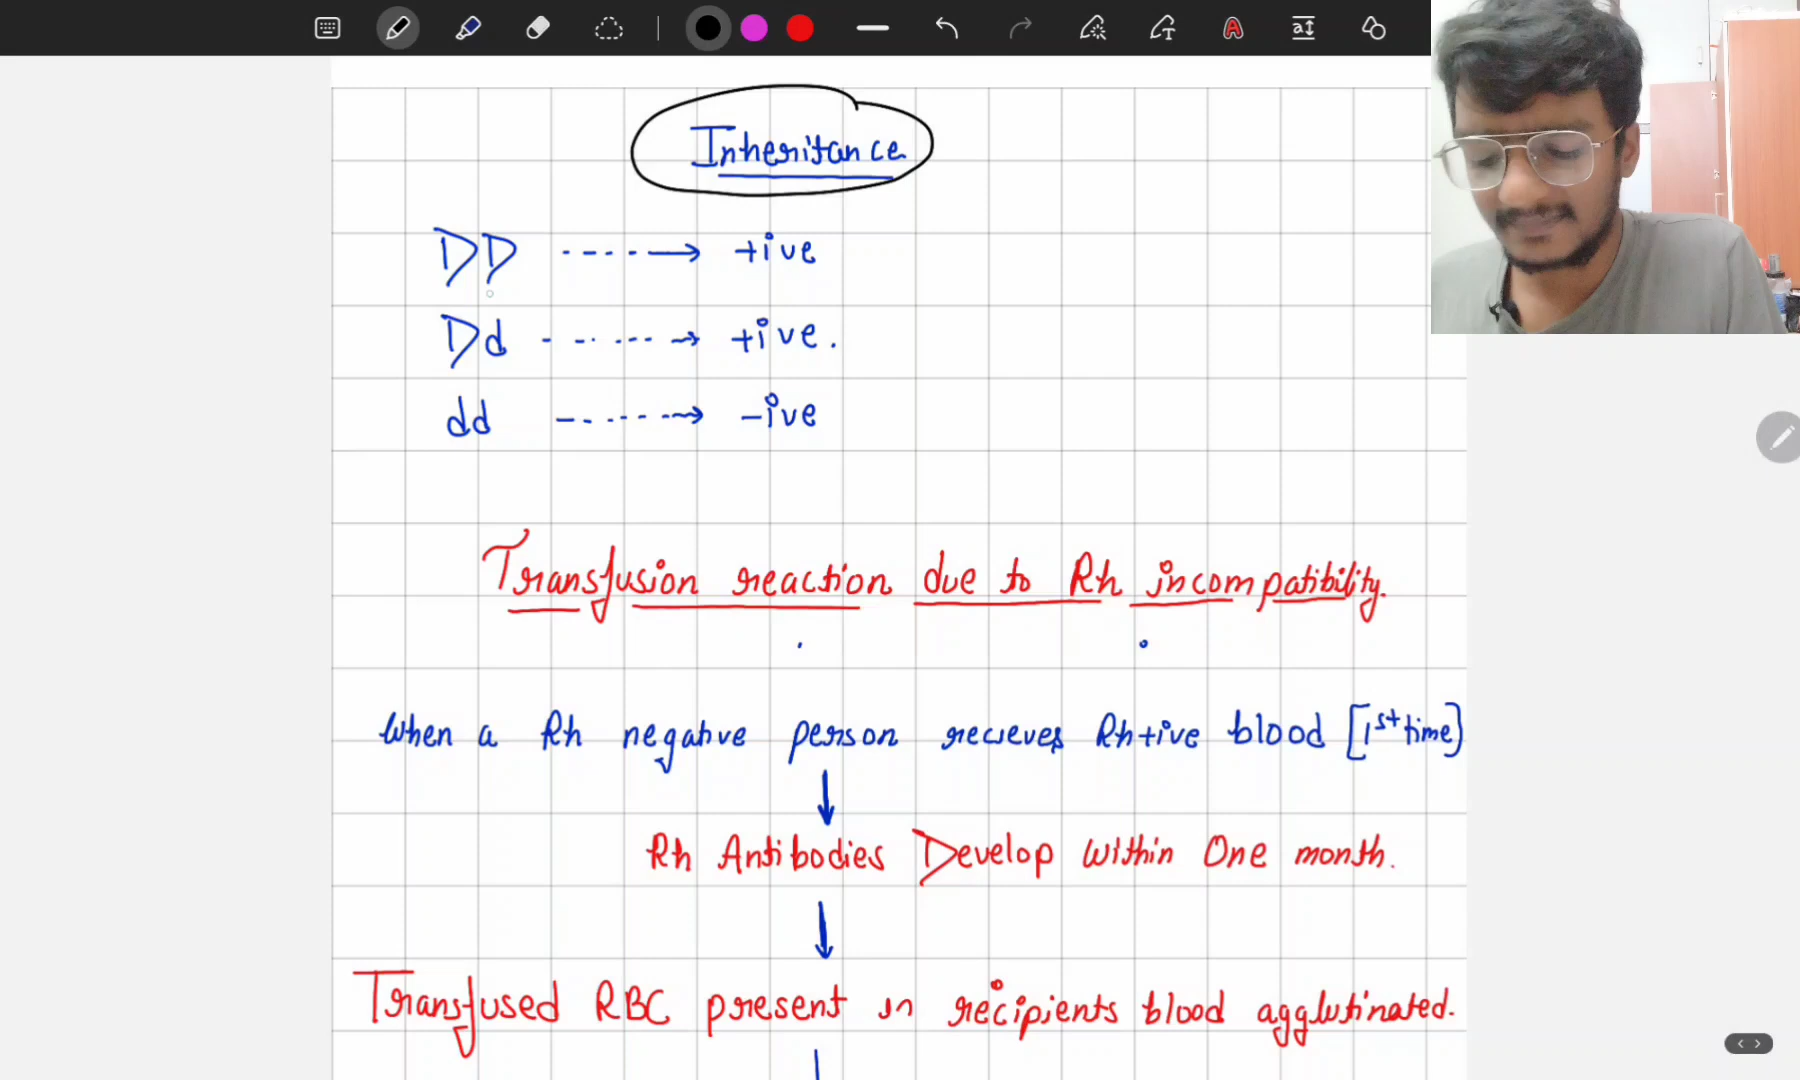 Inheritance
DD -----> +ive
Dd -----> +ive.
dd -----> -ive
Transfusion reaction due to Rh incompatibility.
When a Rh negative person recieves Rh+ive blood [1st time]
↓
Rh Antibodies Develop within One month.
↓
Transfused RBC present in recipients blood agglutinated.